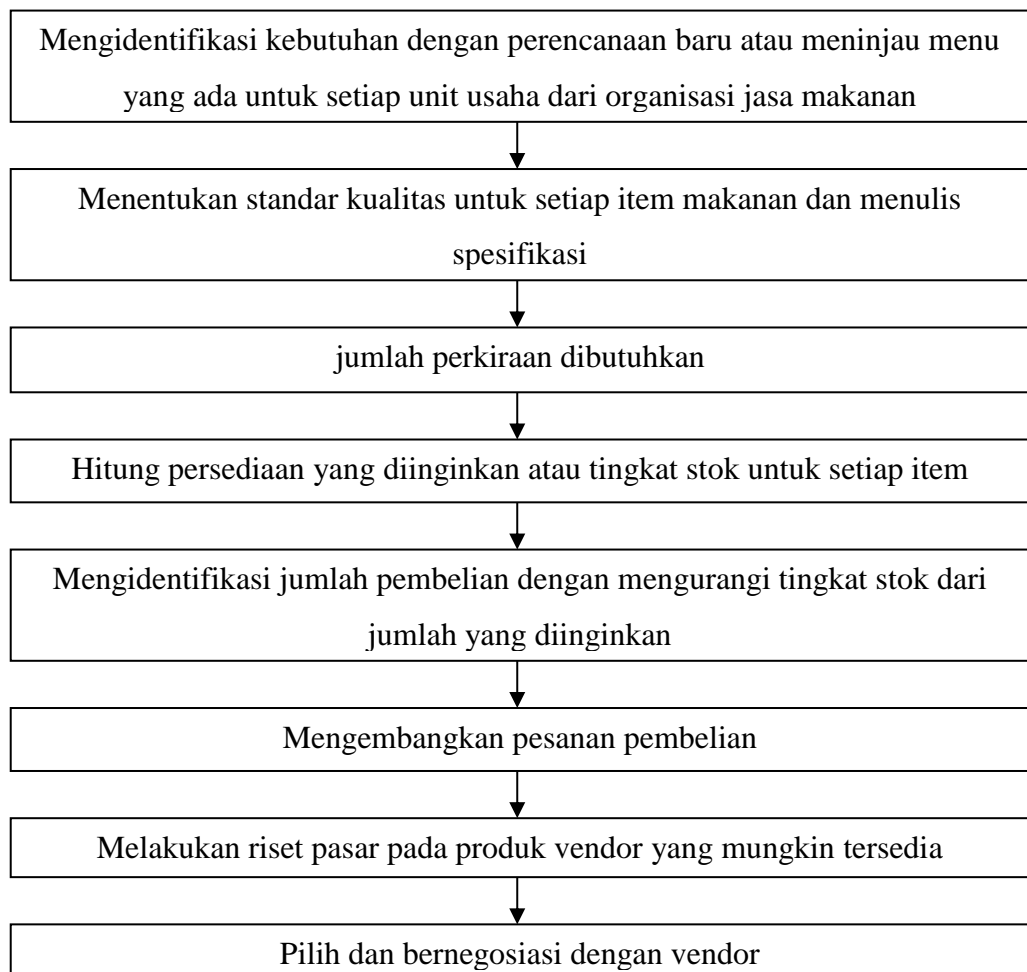 Mengidentifikasi kebutuhan dengan perencanaan baru atau meninjau menu
yang ada untuk setiap unit usaha dari organisasi jasa makanan
Menentukan standar kualitas untuk setiap item makanan dan menulis
spesifikasi
jumlah perkiraan dibutuhkan
Hitung persediaan yang diinginkan atau tingkat stok untuk setiap item
Mengidentifikasi jumlah pembelian dengan mengurangi tingkat stok dari
jumlah yang diinginkan
Mengembangkan pesanan pembelian
Melakukan riset pasar pada produk vendor yang mungkin tersedia
Pilih dan bernegosiasi dengan vendor